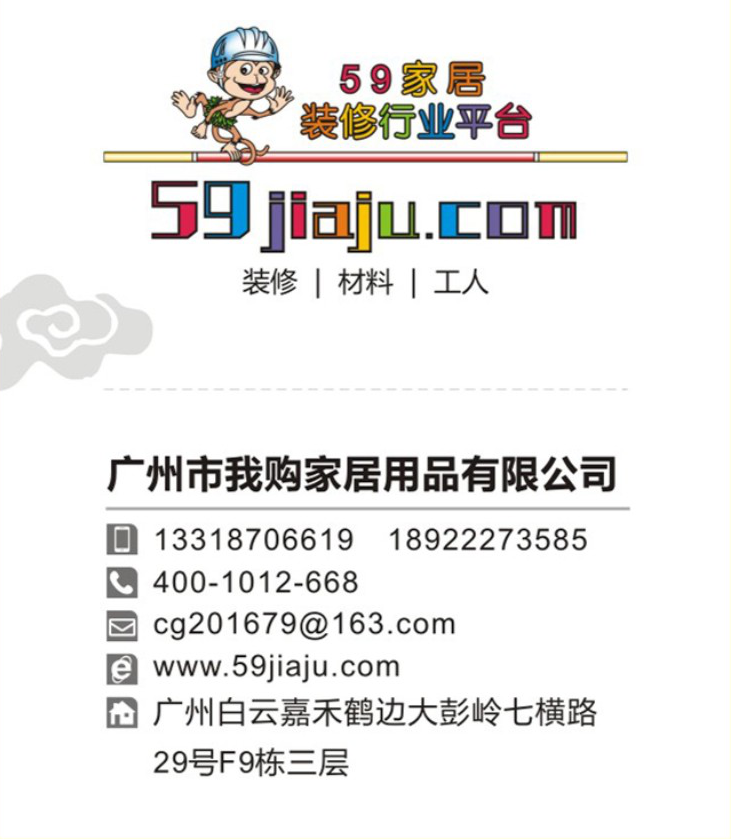 59家居
装修行业平台
59jiaju.com
装修 | 材料 | 工人
广州市我购家居用品有限公司
13318706619 18922273585
400-1012-668
cg201679@163.com
www.59jiaju.com
广州白云嘉禾鹤边大彭岭七横路
29号F9栋三层